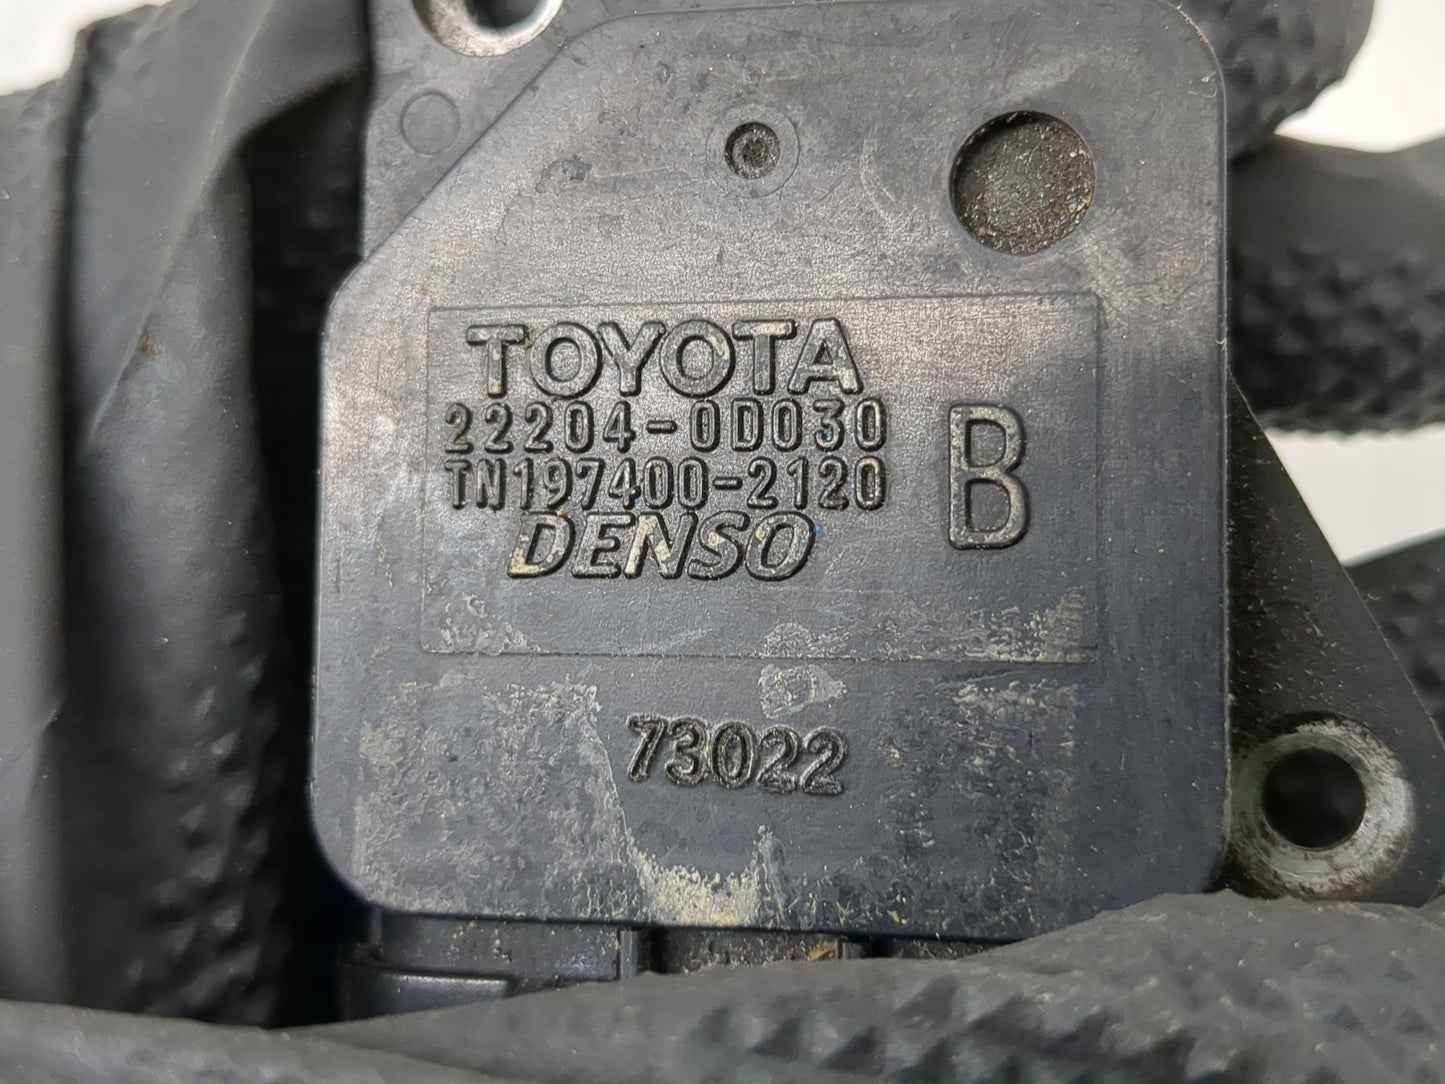 TOYOTA
22204-0D030
TN197400-2120
DENSO
B
73022